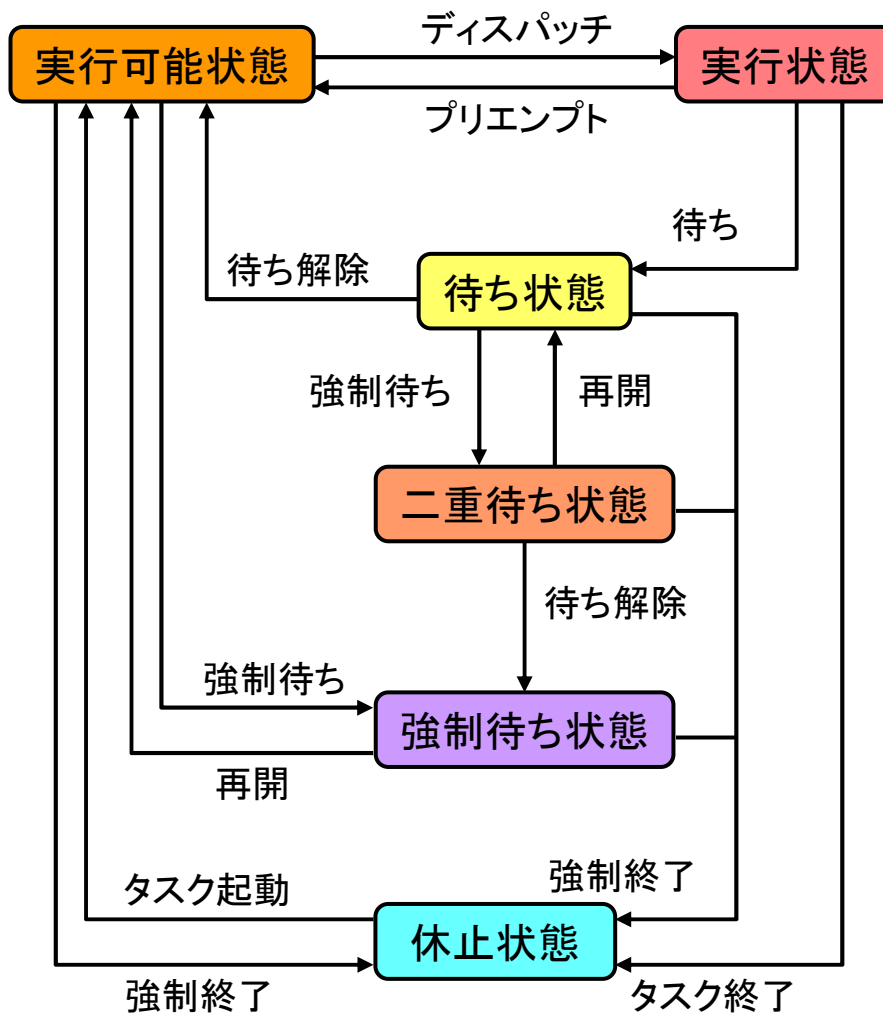 ディスパッチ
実行可能状態
実行状態
プリエンプト
待ち
待ち解除
待ち状態
強制待ち
再開
二重待ち状態
待ち解除
強制待ち
強制待ち状態
再開
タスク起動
強制終了
休止状態
強制終了
タスク終了